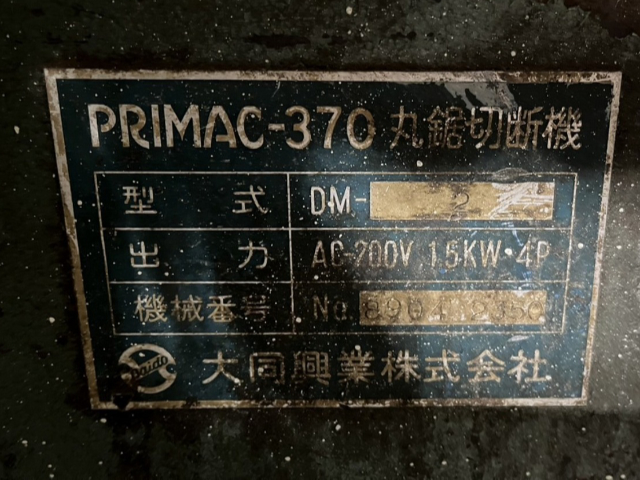 PRIMAC-370 丸鋸切断機
型式 DM- 2
出力 AC-200V 1.5KW・4P
機械番号 No.
大同興業株式会社